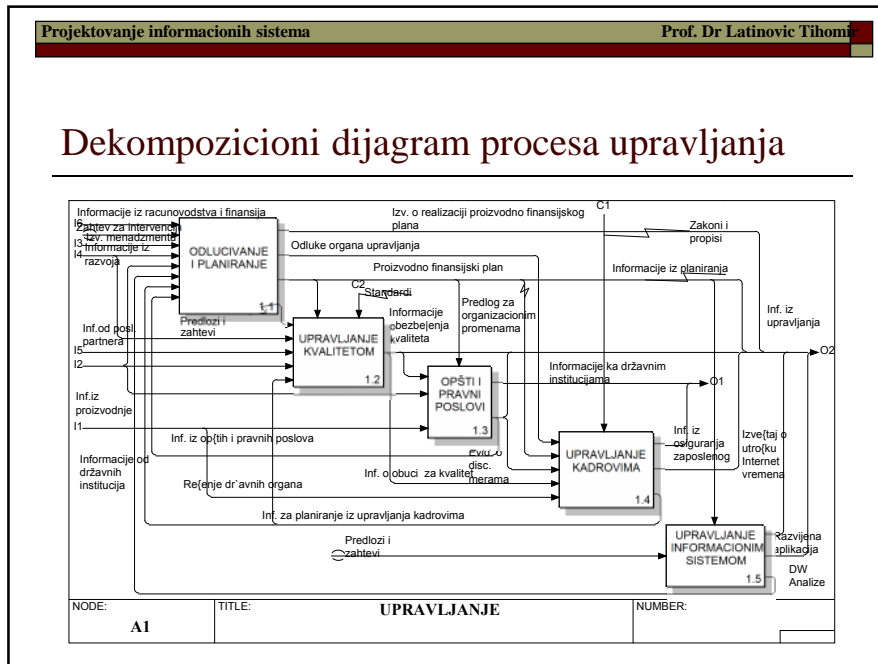 Projektovanje informacionih sistema
Prof. Dr Latinovic Tihomir
Dekompozicioni dijagram procesa upravljanja
Informacije iz racunovodstva i finansija
I6
Zahtev za intervencijom
Izv. menadzmenta
I3
Informacije iz
I4
razvoja
ODLUCIVANJE
I PLANIRANJE
1.1
Izv. o realizaciji proizvodno finansijskog
plana
C1
Zakoni i
propisi
Odluke organa upravljanja
Proizvodno finansijski plan
Informacije iz planiranja
C2
Standardi
Predlozi i
zahtevi
Informacije
obezbe|enja
kvaliteta
Predlog za
organizacionim
promenama
Inf. iz
upravljanja
Inf.od posl.
partnera
I5
I2
UPRAVLJANJE
KVALITETOM
1.2
O2
Informacije ka državnim
institucijama
O1
OPŠTI I
PRAVNI
POSLOVI
1.3
Inf.iz
proizvodnje
I1
Inf. iz op{tih i pravnih poslova
Informacije od
državnih
institucija
Evid. o
disc.
merama
Inf. o obuci za kvalitet
Re{enje dr`avnih organa
UPRAVLJANJE
KADROVIMA
1.4
Inf. iz
osiguranja
zaposlenog
Izve{taj o
utro{ku
Internet
vremena
Inf. za planiranje iz upravljanja kadrovima
Predlozi i
zahtevi
UPRAVLJANJE
INFORMACIONIM
SISTEMOM
1.5
Razvijena
aplikacija
DW
Analize
NODE:
A1
TITLE:
UPRAVLJANJE
NUMBER: